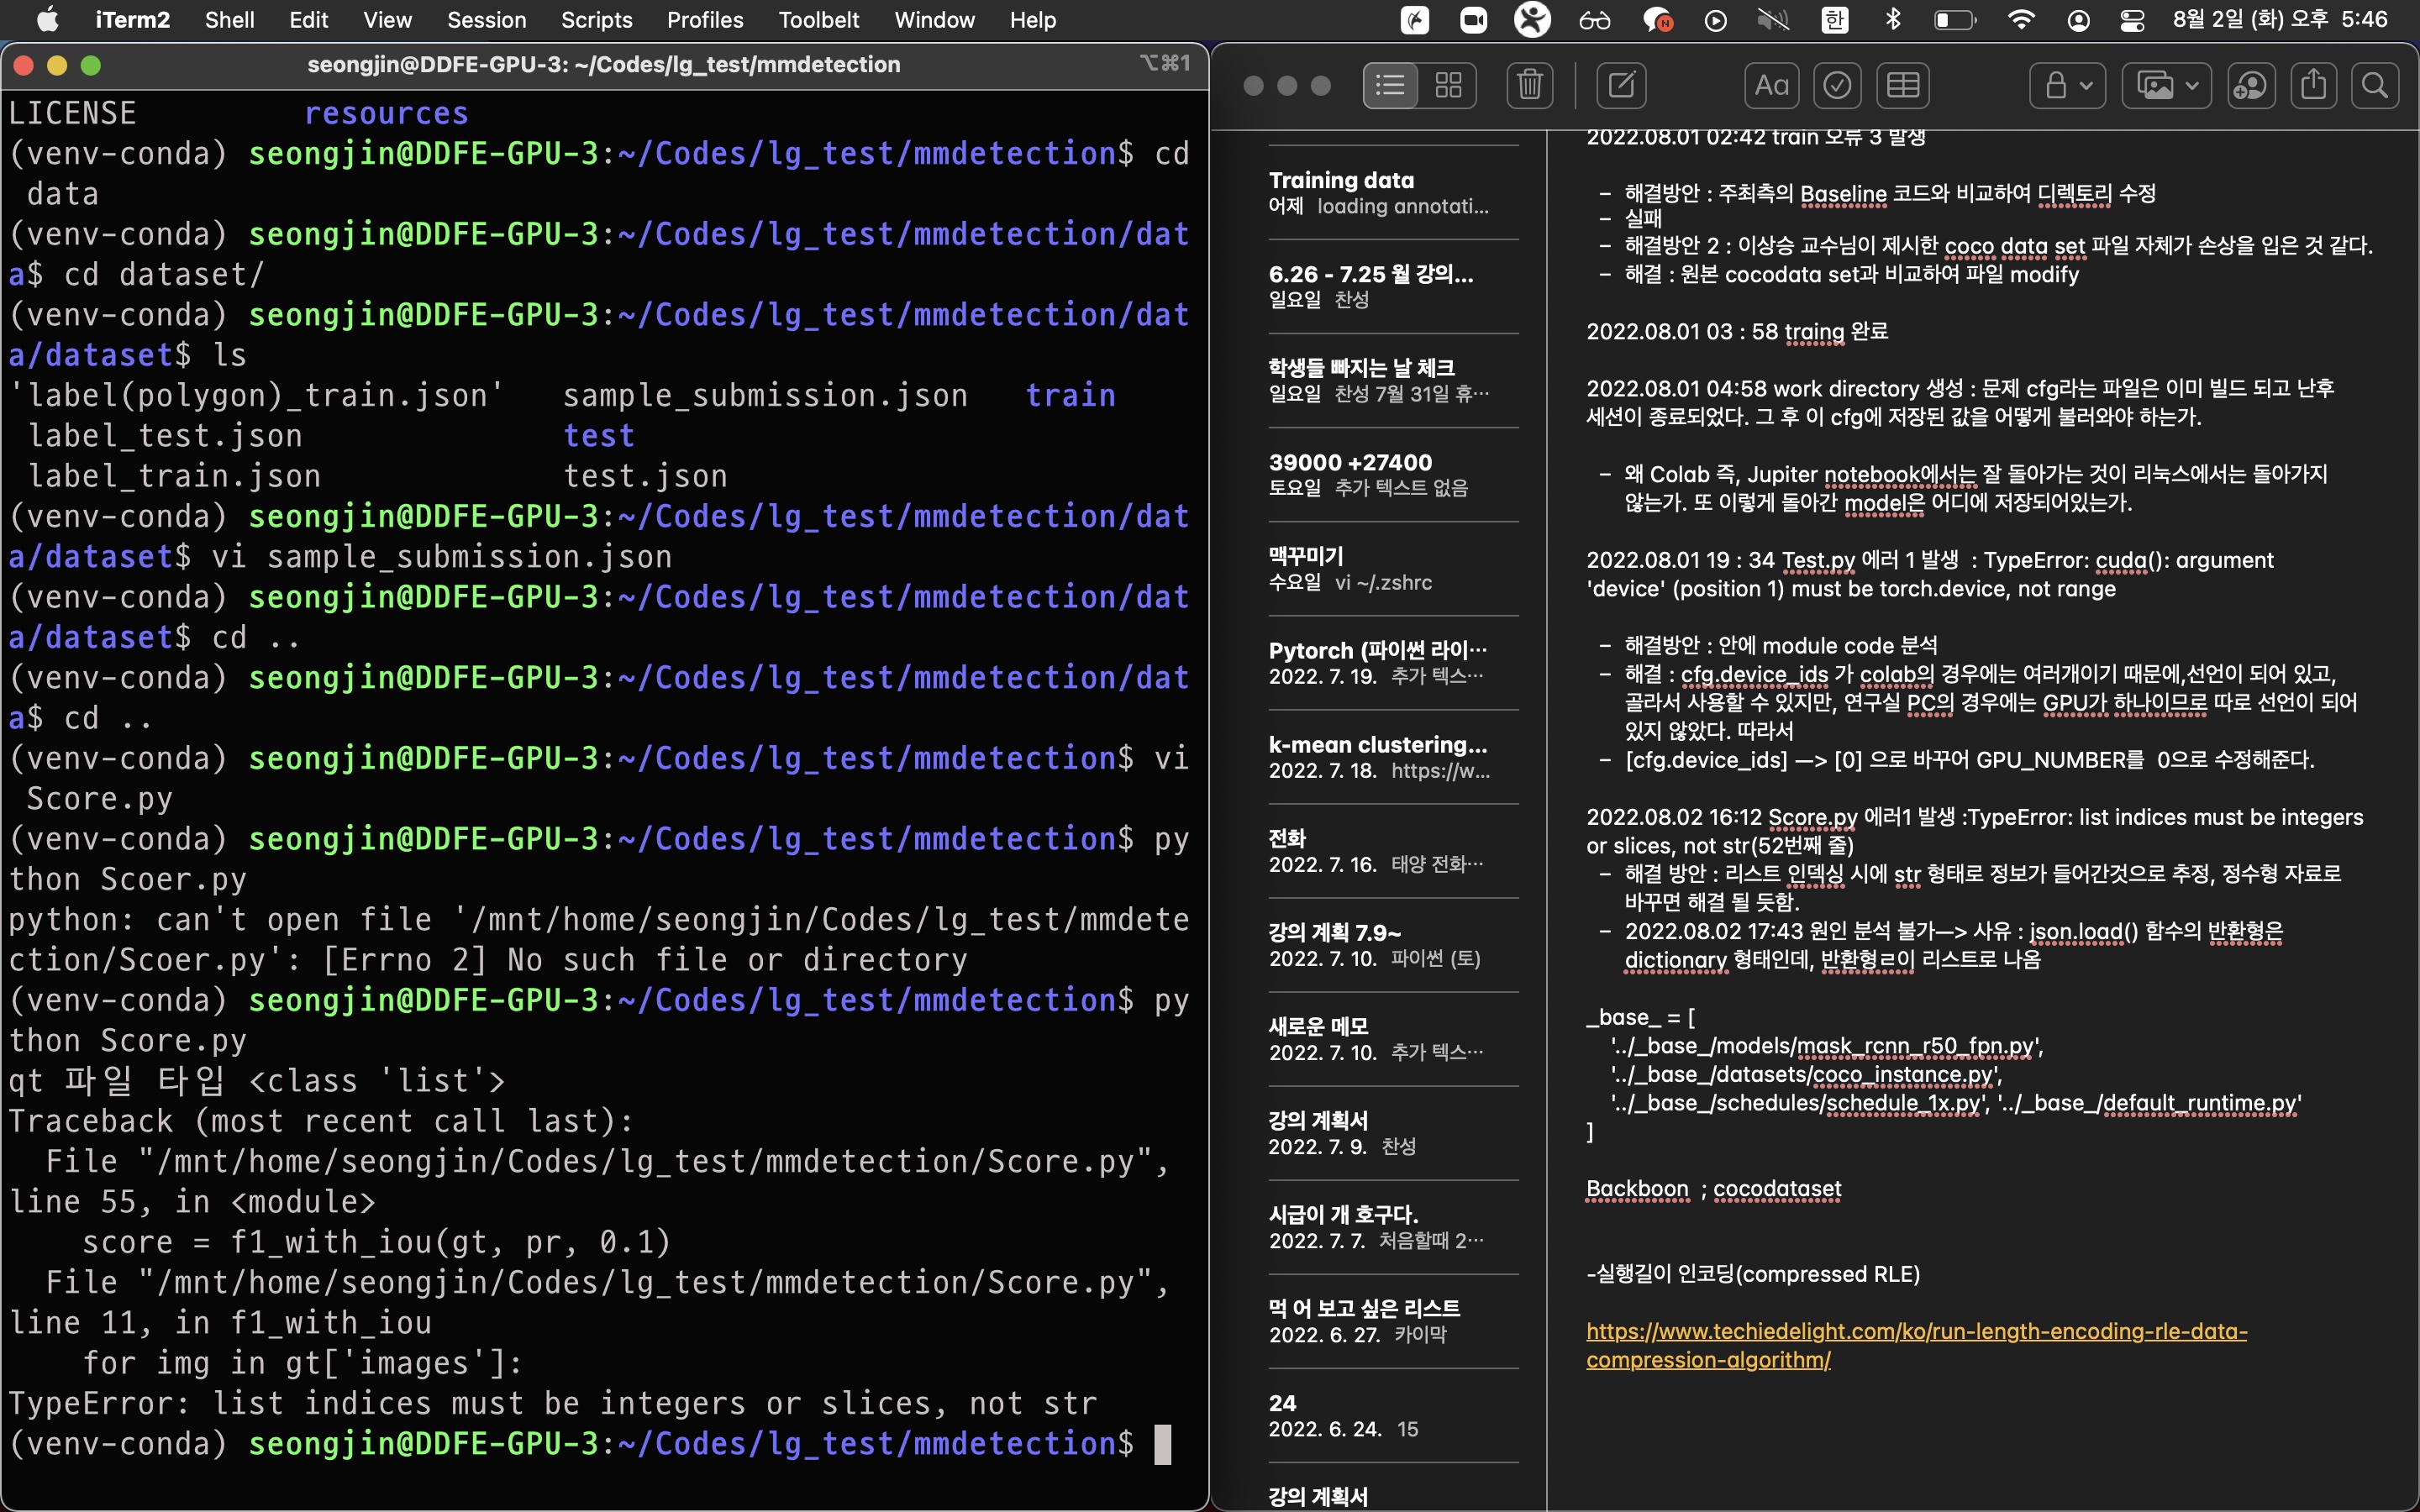 iTerm2 Shell Edit View Session Scripts Profiles Toolbelt Window Help
한 8월 2일 (화) 오후 5:46
seongjin@DDFE-GPU-3: ~/Codes/lg_test/mmdetection
⌥⌘1
LICENSE resources
(venv-conda) seongjin@DDFE-GPU-3:~/Codes/lg_test/mmdetection$ cd
data
(venv-conda) seongjin@DDFE-GPU-3:~/Codes/lg_test/mmdetection/dat
a$ cd dataset/
(venv-conda) seongjin@DDFE-GPU-3:~/Codes/lg_test/mmdetection/dat
a/dataset$ ls
'label(polygon)_train.json' sample_submission.json train
label_test.json test
label_train.json test.json
(venv-conda) seongjin@DDFE-GPU-3:~/Codes/lg_test/mmdetection/dat
a/dataset$ vi sample_submission.json
(venv-conda) seongjin@DDFE-GPU-3:~/Codes/lg_test/mmdetection/dat
a/dataset$ cd ..
(venv-conda) seongjin@DDFE-GPU-3:~/Codes/lg_test/mmdetection/dat
a$ cd ..
(venv-conda) seongjin@DDFE-GPU-3:~/Codes/lg_test/mmdetection$ vi
Score.py
(venv-conda) seongjin@DDFE-GPU-3:~/Codes/lg_test/mmdetection$ py
thon Scoer.py
python: can't open file '/mnt/home/seongjin/Codes/lg_test/mmdete
ction/Scoer.py': [Errno 2] No such file or directory
(venv-conda) seongjin@DDFE-GPU-3:~/Codes/lg_test/mmdetection$ py
thon Score.py
qt 파일 타입 <class 'list'>
Traceback (most recent call last):
File "/mnt/home/seongjin/Codes/lg_test/mmdetection/Score.py",
line 55, in <module>
score = f1_with_iou(gt, pr, 0.1)
File "/mnt/home/seongjin/Codes/lg_test/mmdetection/Score.py",
line 11, in f1_with_iou
for img in gt['images']:
TypeError: list indices must be integers or slices, not str
(venv-conda) seongjin@DDFE-GPU-3:~/Codes/lg_test/mmdetection$
Aa
Training data
어제 loading annotati...
6.26 - 7.25 월 강의...
일요일 찬성
학생들 빠지는 날 체크
일요일 찬성 7월 31일 휴…
39000 +27400
토요일 추가 텍스트 없음
맥꾸미기
수요일 vi ~/.zshrc
Pytorch (파이썬 라이…
2022. 7. 19. 추가 텍스…
k-mean clustering...
2022. 7. 18. https://w...
전화
2022. 7. 16. 태양 전화…
강의 계획 7.9~
2022. 7. 10. 파이썬 (토)
새로운 메모
2022. 7. 10. 추가 텍스…
강의 계획서
2022. 7. 9. 찬성
시급이 개 호구다.
2022. 7. 7. 처음할때 2…
먹 어 보고 싶은 리스트
2022. 6. 27. 카이막
24
2022. 6. 24. 15
강의 계획서
2022.08.01 02:42 train 오류 3 발생
– 해결방안 : 주최측의 Baseline 코드와 비교하여 디렉토리 수정
– 실패
– 해결방안 2 : 이상승 교수님이 제시한 coco data set 파일 자체가 손상을 입은 것 같다.
– 해결 : 원본 cocodata set과 비교하여 파일 modify
2022.08.01 03 : 58 traing 완료
2022.08.01 04:58 work directory 생성 : 문제 cfg라는 파일은 이미 빌드 되고 난후
세션이 종료되었다. 그 후 이 cfg에 저장된 값을 어떻게 불러와야 하는가.
– 왜 Colab 즉, Jupiter notebook에서는 잘 돌아가는 것이 리눅스에서는 돌아가지
않는가. 또 이렇게 돌아간 model은 어디에 저장되어있는가.
2022.08.01 19 : 34 Test.py 에러 1 발생 : TypeError: cuda(): argument
'device' (position 1) must be torch.device, not range
– 해결방안 : 안에 module code 분석
– 해결 : cfg.device_ids 가 colab의 경우에는 여러개이기 때문에,선언이 되어 있고,
골라서 사용할 수 있지만, 연구실 PC의 경우에는 GPU가 하나이므로 따로 선언이 되어
있지 않았다. 따라서
– [cfg.device_ids] —> [0] 으로 바꾸어 GPU_NUMBER를 0으로 수정해준다.
2022.08.02 16:12 Score.py 에러1 발생 :TypeError: list indices must be integers
or slices, not str(52번째 줄)
– 해결 방안 : 리스트 인덱싱 시에 str 형태로 정보가 들어간것으로 추정, 정수형 자료로
바꾸면 해결 될 듯함.
– 2022.08.02 17:43 원인 분석 불가—> 사유 : json.load() 함수의 반환형은
dictionary 형태인데, 반환형ㄹ이 리스트로 나옴
_base_ = [
'../_base_/models/mask_rcnn_r50_fpn.py',
'../_base_/datasets/coco_instance.py',
'../_base_/schedules/schedule_1x.py', '../_base_/default_runtime.py'
]
Backboon ; cocodataset
-실행길이 인코딩(compressed RLE)
https://www.techiedelight.com/ko/run-length-encoding-rle-data-
compression-algorithm/